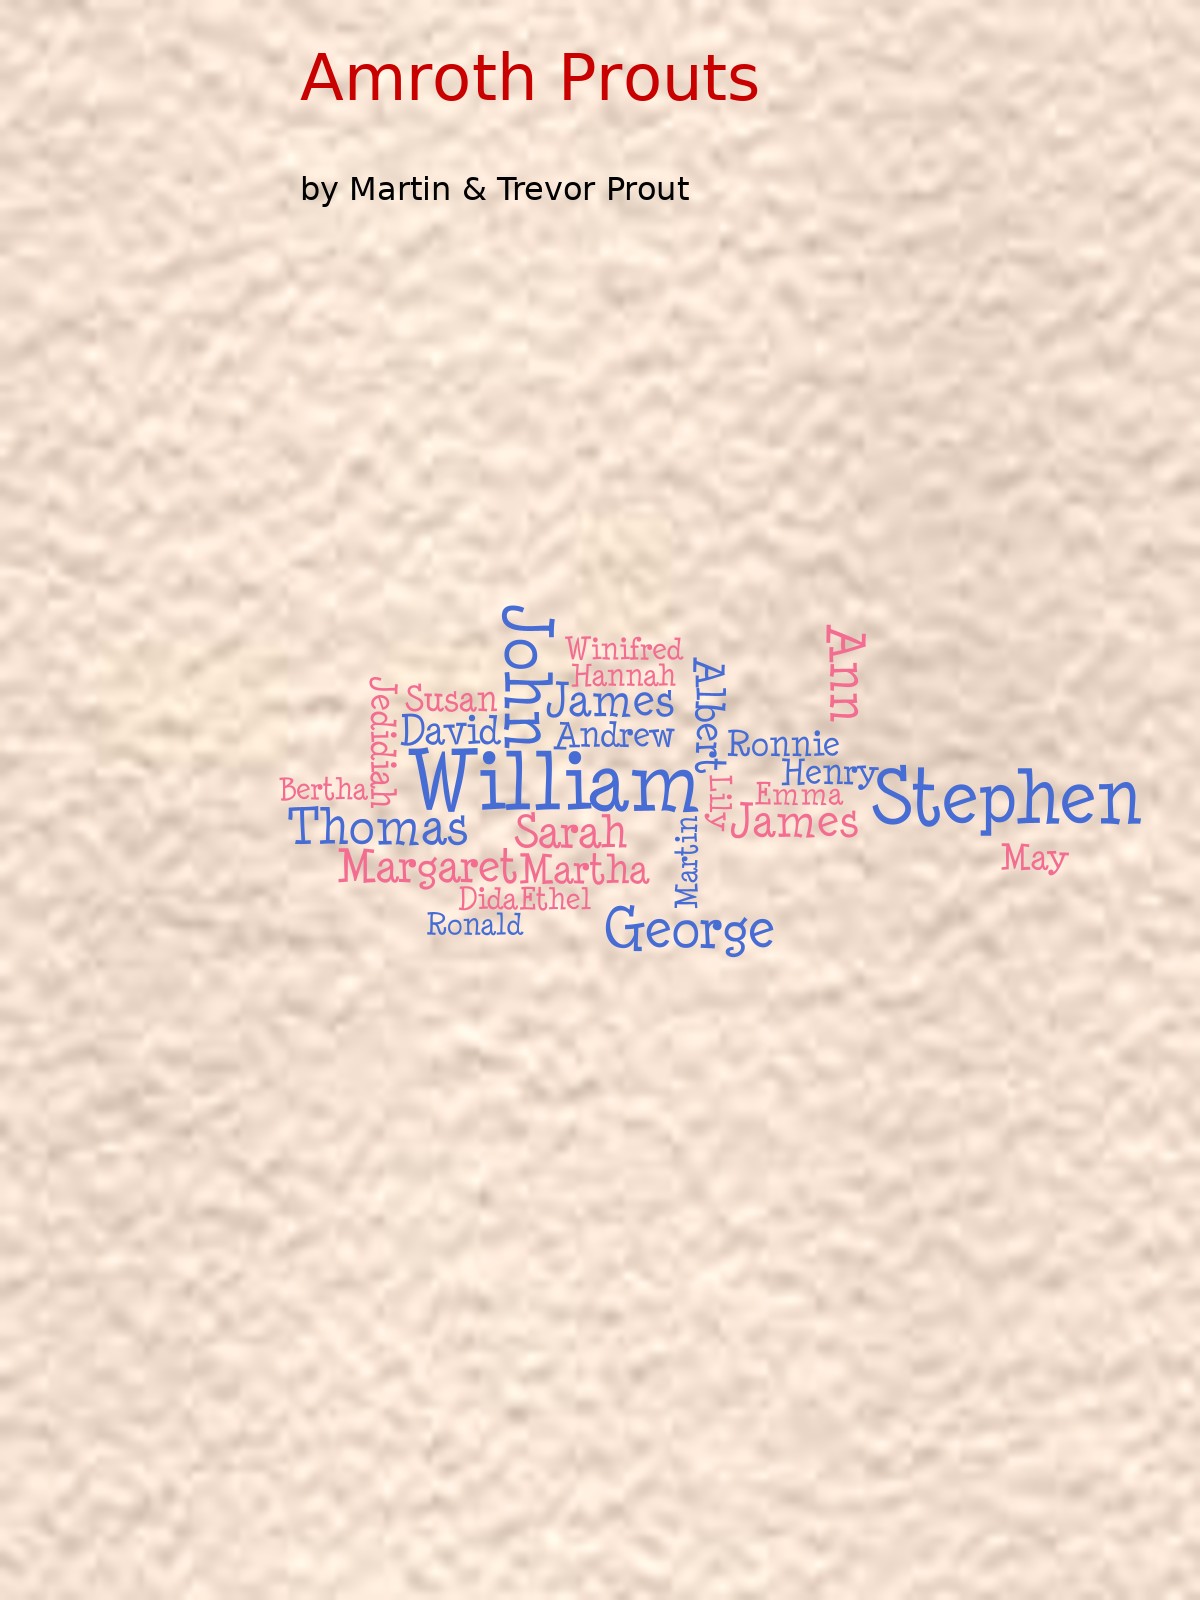 Amroth Prouts
by Martin & Trevor Prout
John
Winifred
Ann
Hannah
Albert
Jedidiah
Susan
James
David
Andrew
Ronnie
William
Henry
Stephen
Bertha
Lily
Emma
Thomas
Sarah
Martin
James
Margaret
Martha
May
Dida
Ethel
Ronald
George